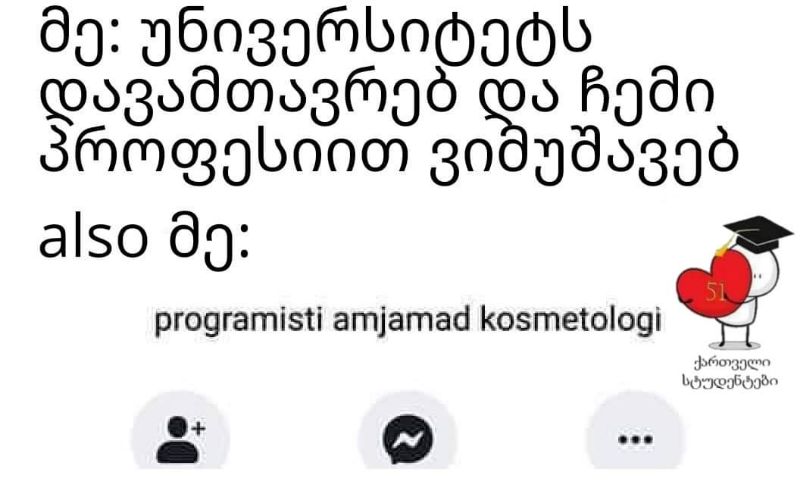 მე: უნივერსიტეტს
დავამთავრებ და ჩემი
პროფესიით ვიმუშავებ
also მე:
51
programisti amjamad kosmetologi
ქართველი
სტუდენტები